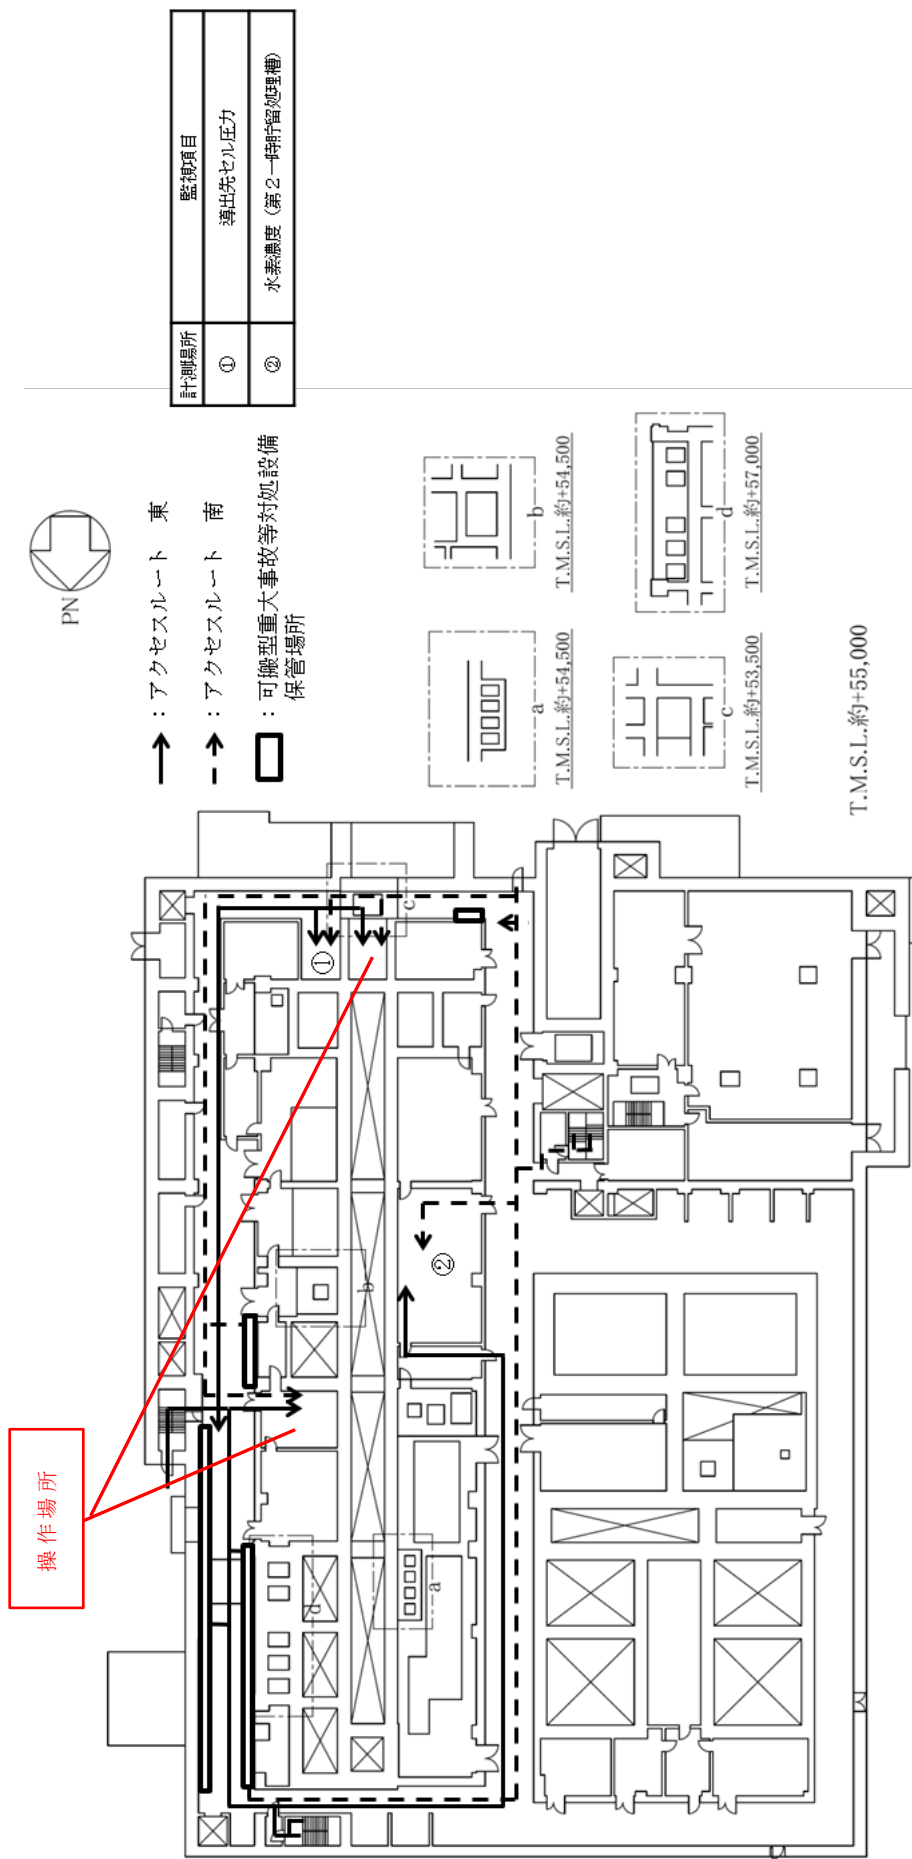 計測場所 監視項目
① 導出先セル圧力
② 水素濃度（第２一時貯留処理槽）
PN
：アクセスルート 東
：アクセスルート 南
：可搬型重大事故等対処設備
保管場所
a
T.M.S.L.約+54,500
b
T.M.S.L.約+54,500
c
T.M.S.L.約+53,500
d
T.M.S.L.約+57,000
T.M.S.L.約+55,000
操作場所
①
c
②
b
a
d